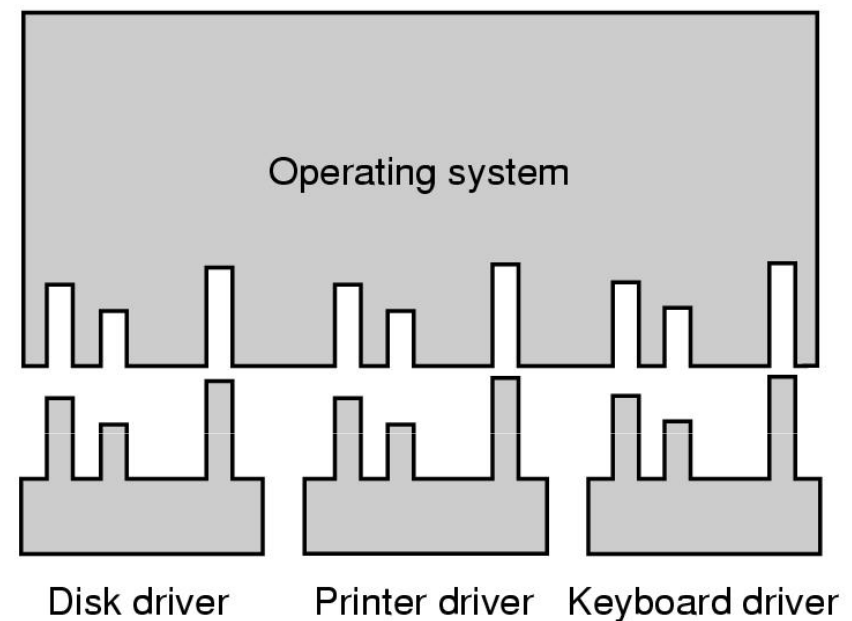 Operating system
Disk driver
Printer driver
Keyboard driver